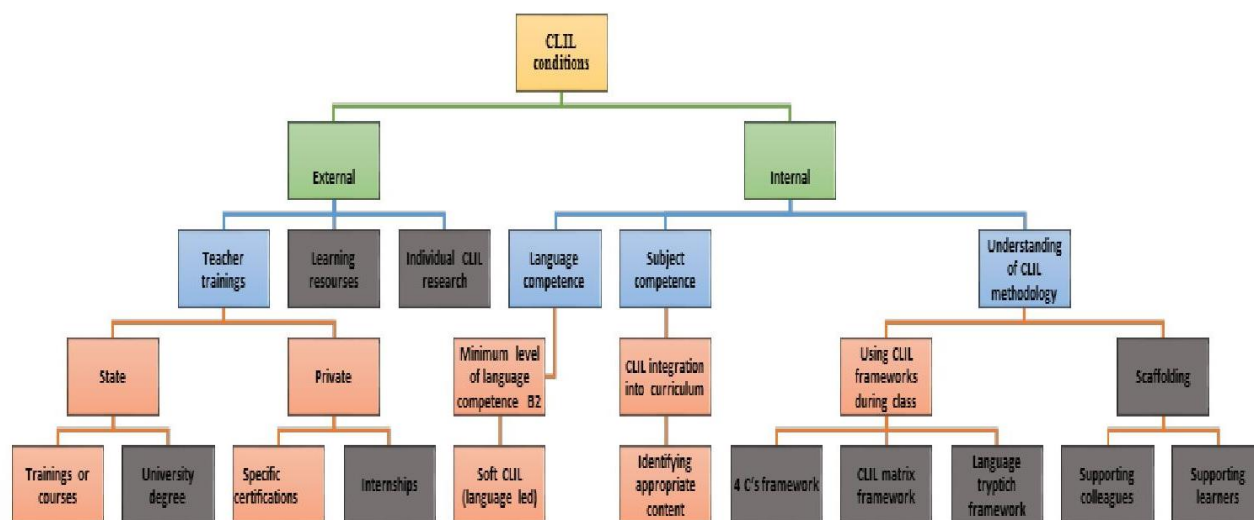 CLIL
conditions
External
Internal
Teacher
trainings
Learning
resourses
Individual CLIL
research
Language
competence
Subject
competence
Understanding
of CLIL
methodology
State
Private
Minimum level
of language
competence B2
CLIL integration
into curriculum
Using CLIL
frameworks
during class
Scaffolding
Trainings or
courses
University
degree
Specific
certifications
Internships
Soft CLIL
(language led)
Identifying
appropriate
content
4 C's framework
CLIL matrix
framework
Language
tryptich
framework
Supporting
colleagues
Supporting
learners